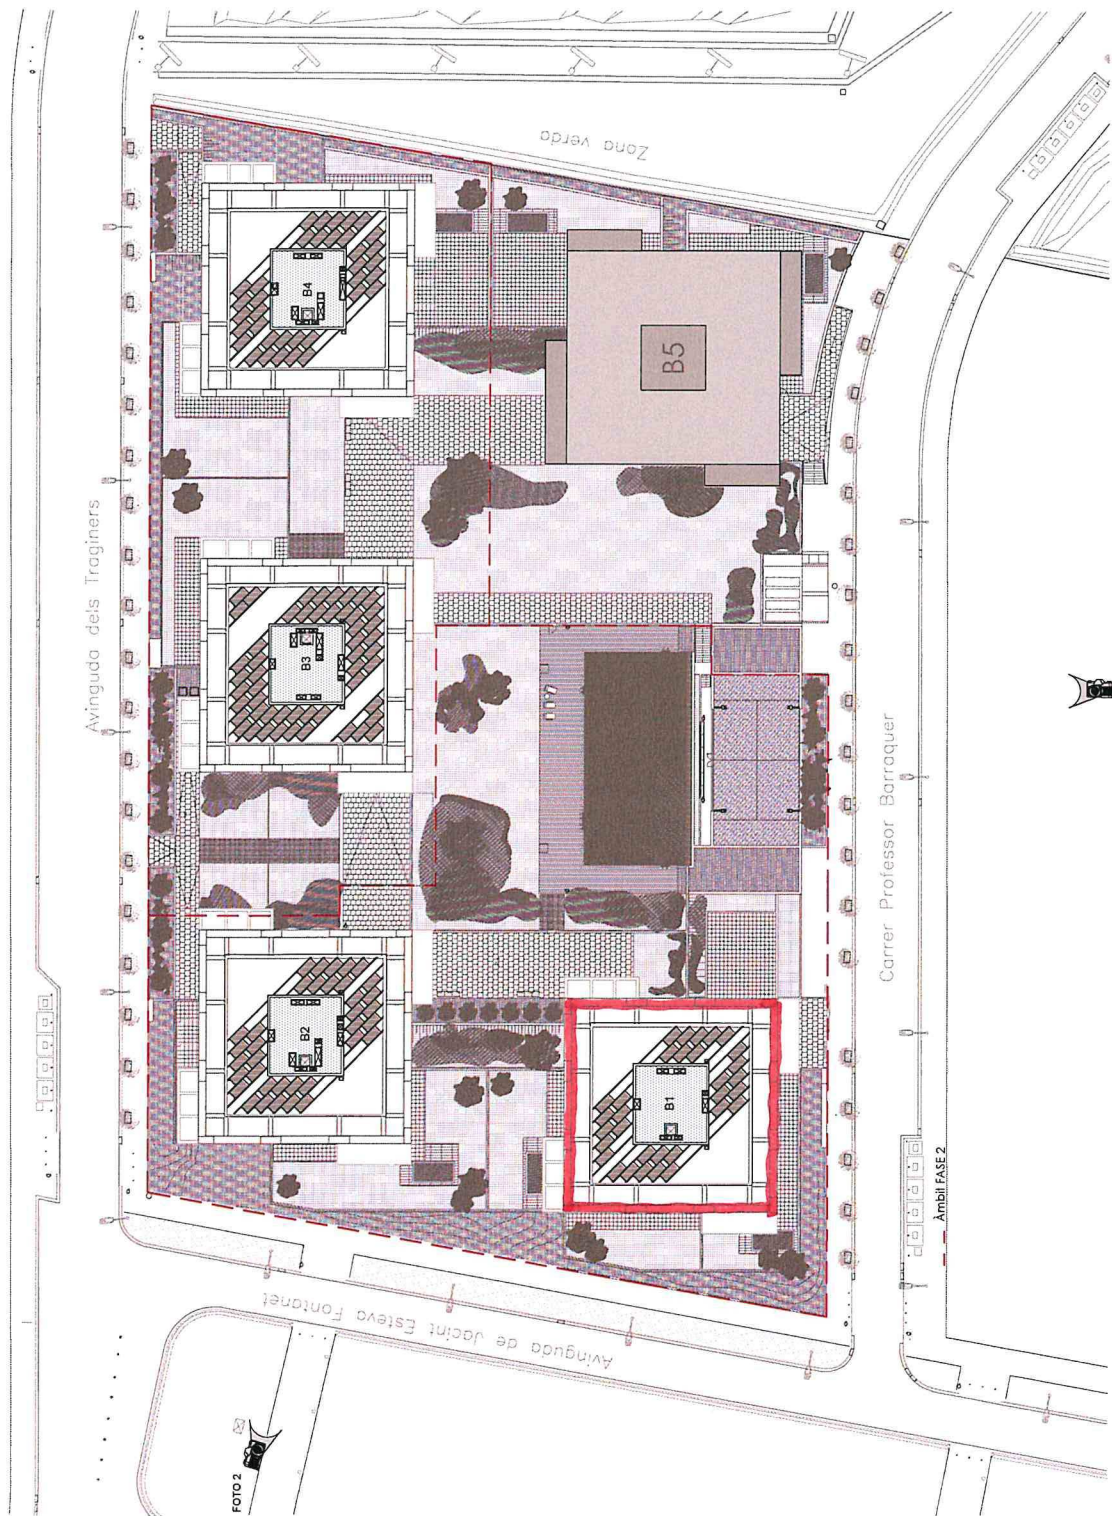 Zona verda
Avinguda dels Traginers
B4
B5
B3
B2
B1
Carrer Professor Barraquer
Avinguda de Jacint Esteva Fontanet
Àmbit FASE 2
FOTO 2